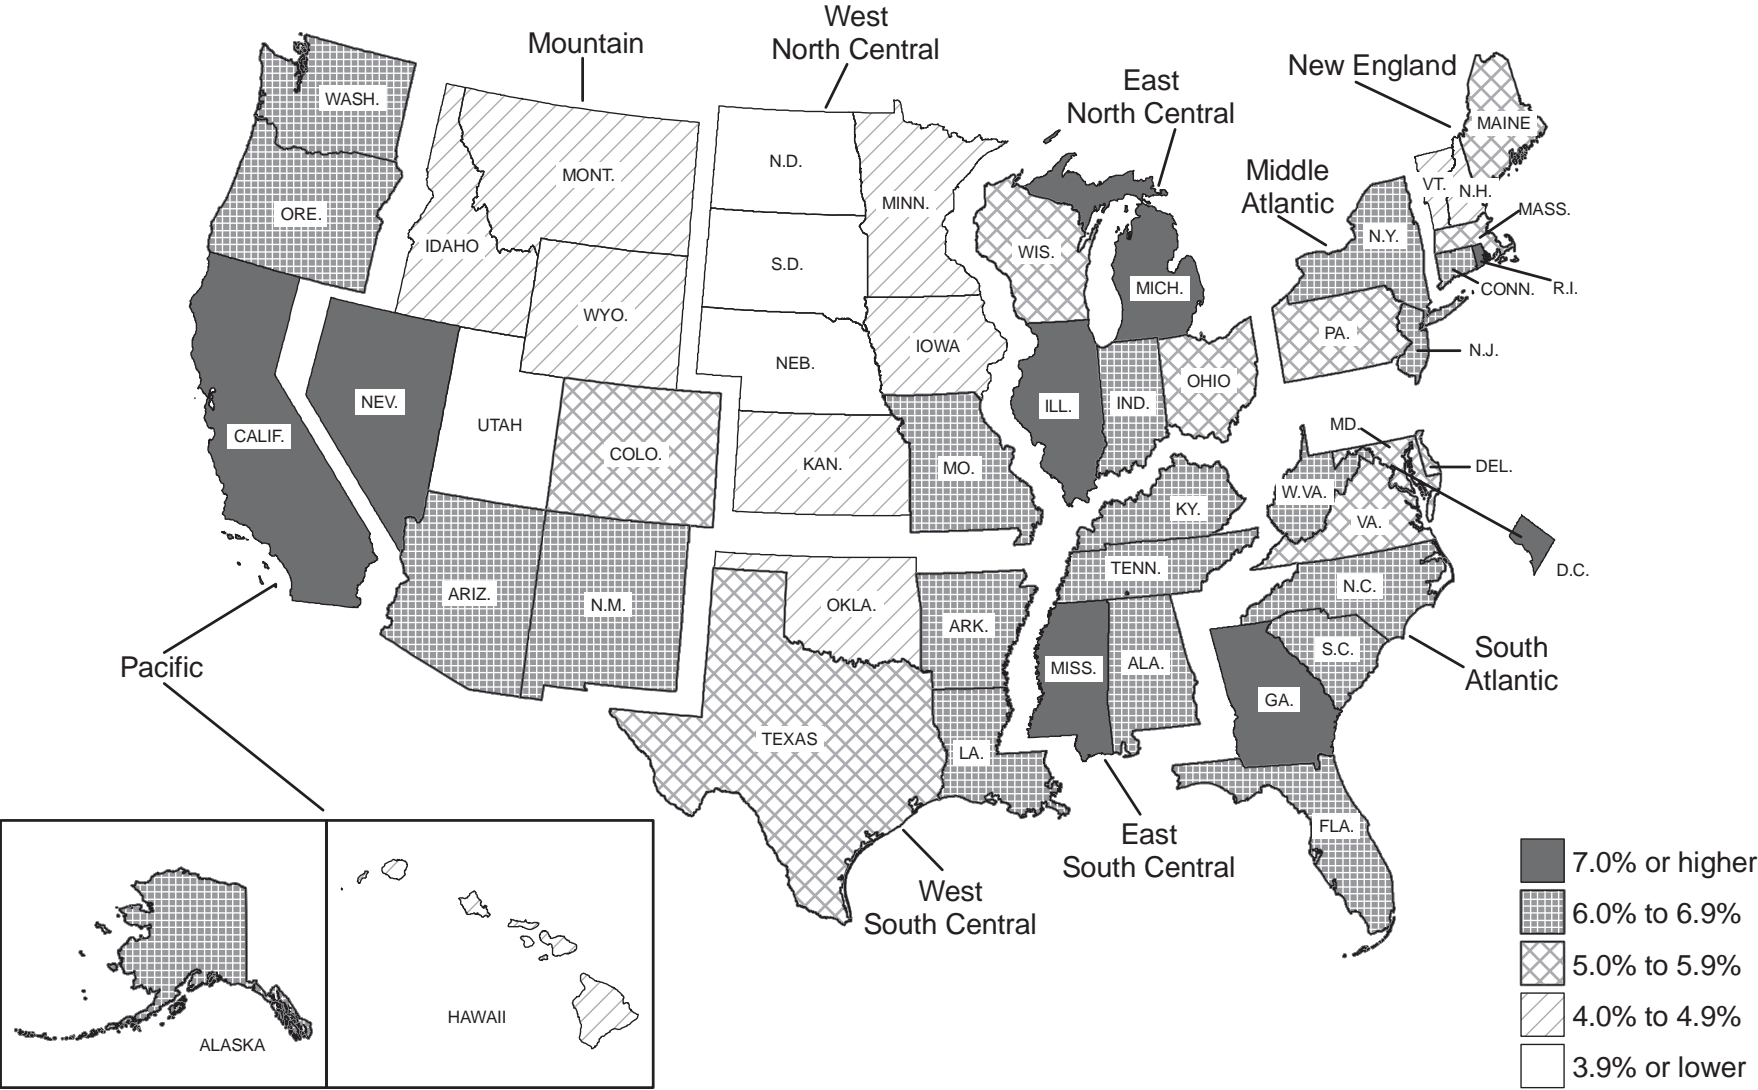 West
North Central
Mountain
East
North Central
New England
Middle
Atlantic
WASH.
MONT.
N.D.
MINN.
MAINE
VT.
N.H.
MASS.
ORE.
IDAHO
S.D.
WIS.
N.Y.
MICH.
CONN.
R.I.
WYO.
IOWA
PA.
N.J.
NEB.
OHIO
NEV.
ILL.
IND.
UTAH
CALIF.
COLO.
KAN.
MO.
MD.
DEL.
W.VA.
KY.
VA.
TENN.
D.C.
ARIZ.
N.M.
OKLA.
ARK.
N.C.
S.C.
South
Atlantic
Pacific
MISS.
ALA.
GA.
TEXAS
LA.
FLA.
East
South Central
West
South Central
ALASKA
HAWAII
7.0% or higher
6.0% to 6.9%
5.0% to 5.9%
4.0% to 4.9%
3.9% or lower